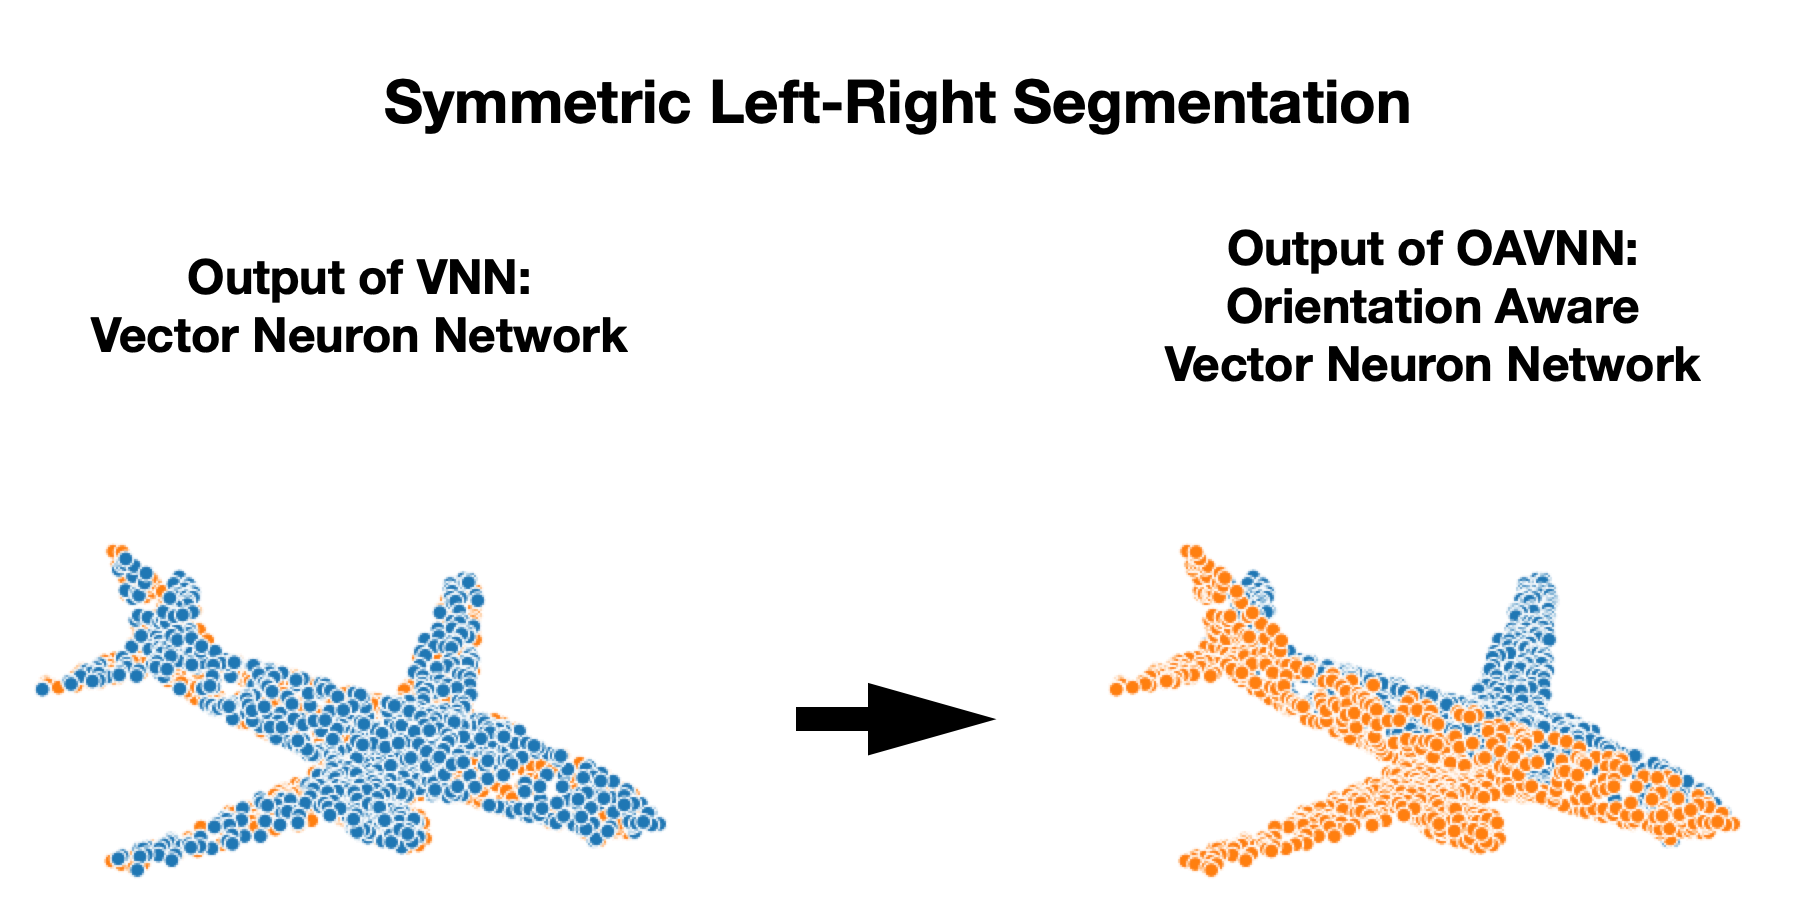 Symmetric Left-Right Segmentation
Output of VNN:
Vector Neuron Network
Output of OAVNN:
Orientation Aware
Vector Neuron Network